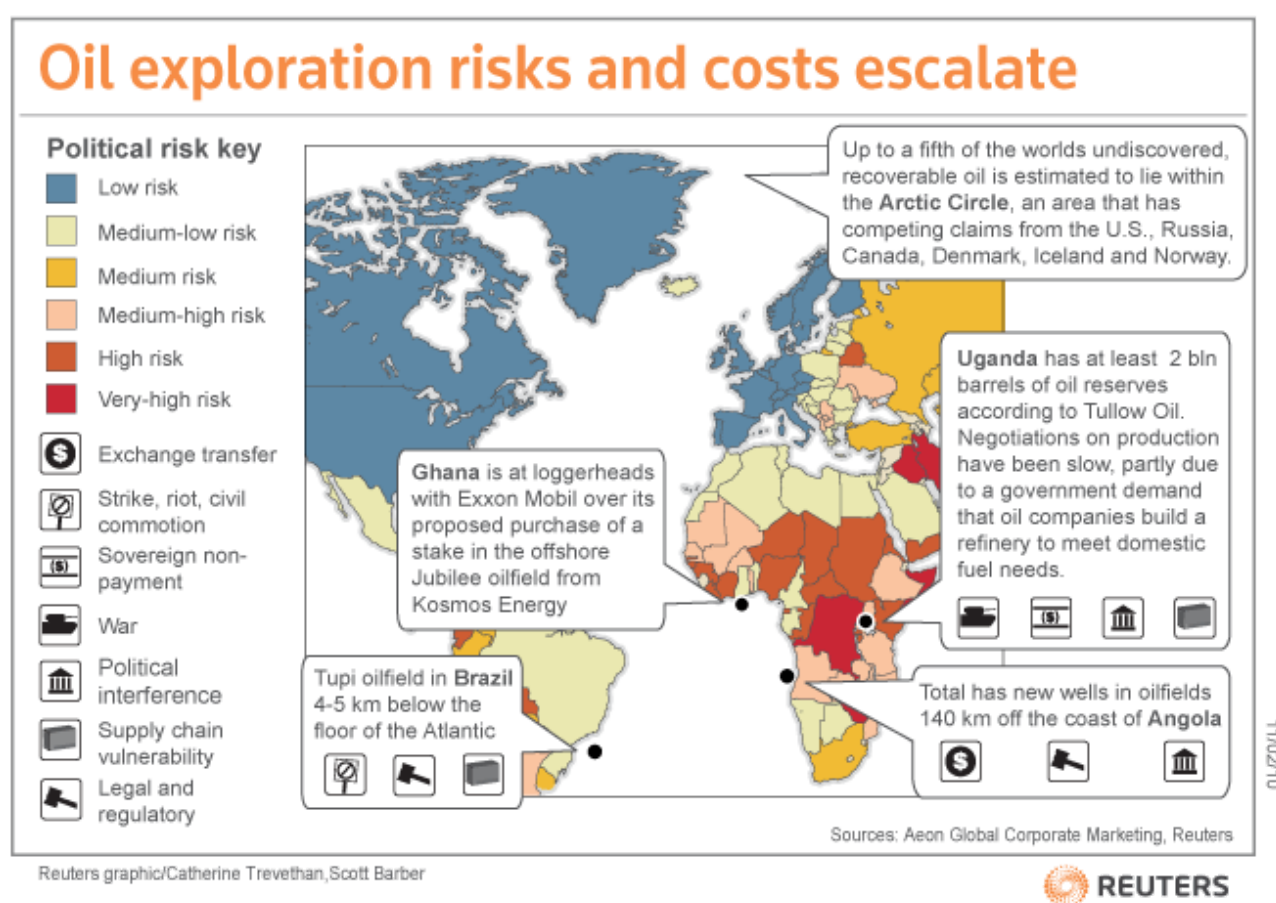 Oil exploration risks and costs escalate
Political risk key
Low risk
Medium-low risk
Medium risk
Medium-high risk
High risk
Very-high risk
Exchange transfer
Strike, riot, civil
commotion
Sovereign non-
payment
War
Political
interference
Supply chain
vulnerability
Legal and
regulatory
Up to a fifth of the worlds undiscovered,
recoverable oil is estimated to lie within
the Arctic Circle, an area that has
competing claims from the U.S., Russia,
Canada, Denmark, Iceland and Norway.
Uganda has at least 2 bln
barrels of oil reserves
according to Tullow Oil.
Negotiations on production
have been slow, partly due
to a government demand
that oil companies build a
refinery to meet domestic
fuel needs.
Ghana is at loggerheads
with Exxon Mobil over its
proposed purchase of a
stake in the offshore
Jubilee oilfield from
Kosmos Energy
Tupi oilfield in Brazil
4-5 km below the
floor of the Atlantic
Total has new wells in oilfields
140 km off the coast of Angola
Sources: Aeon Global Corporate Marketing, Reuters
Reuters graphic/Catherine Trevethan,Scott Barber
REUTERS